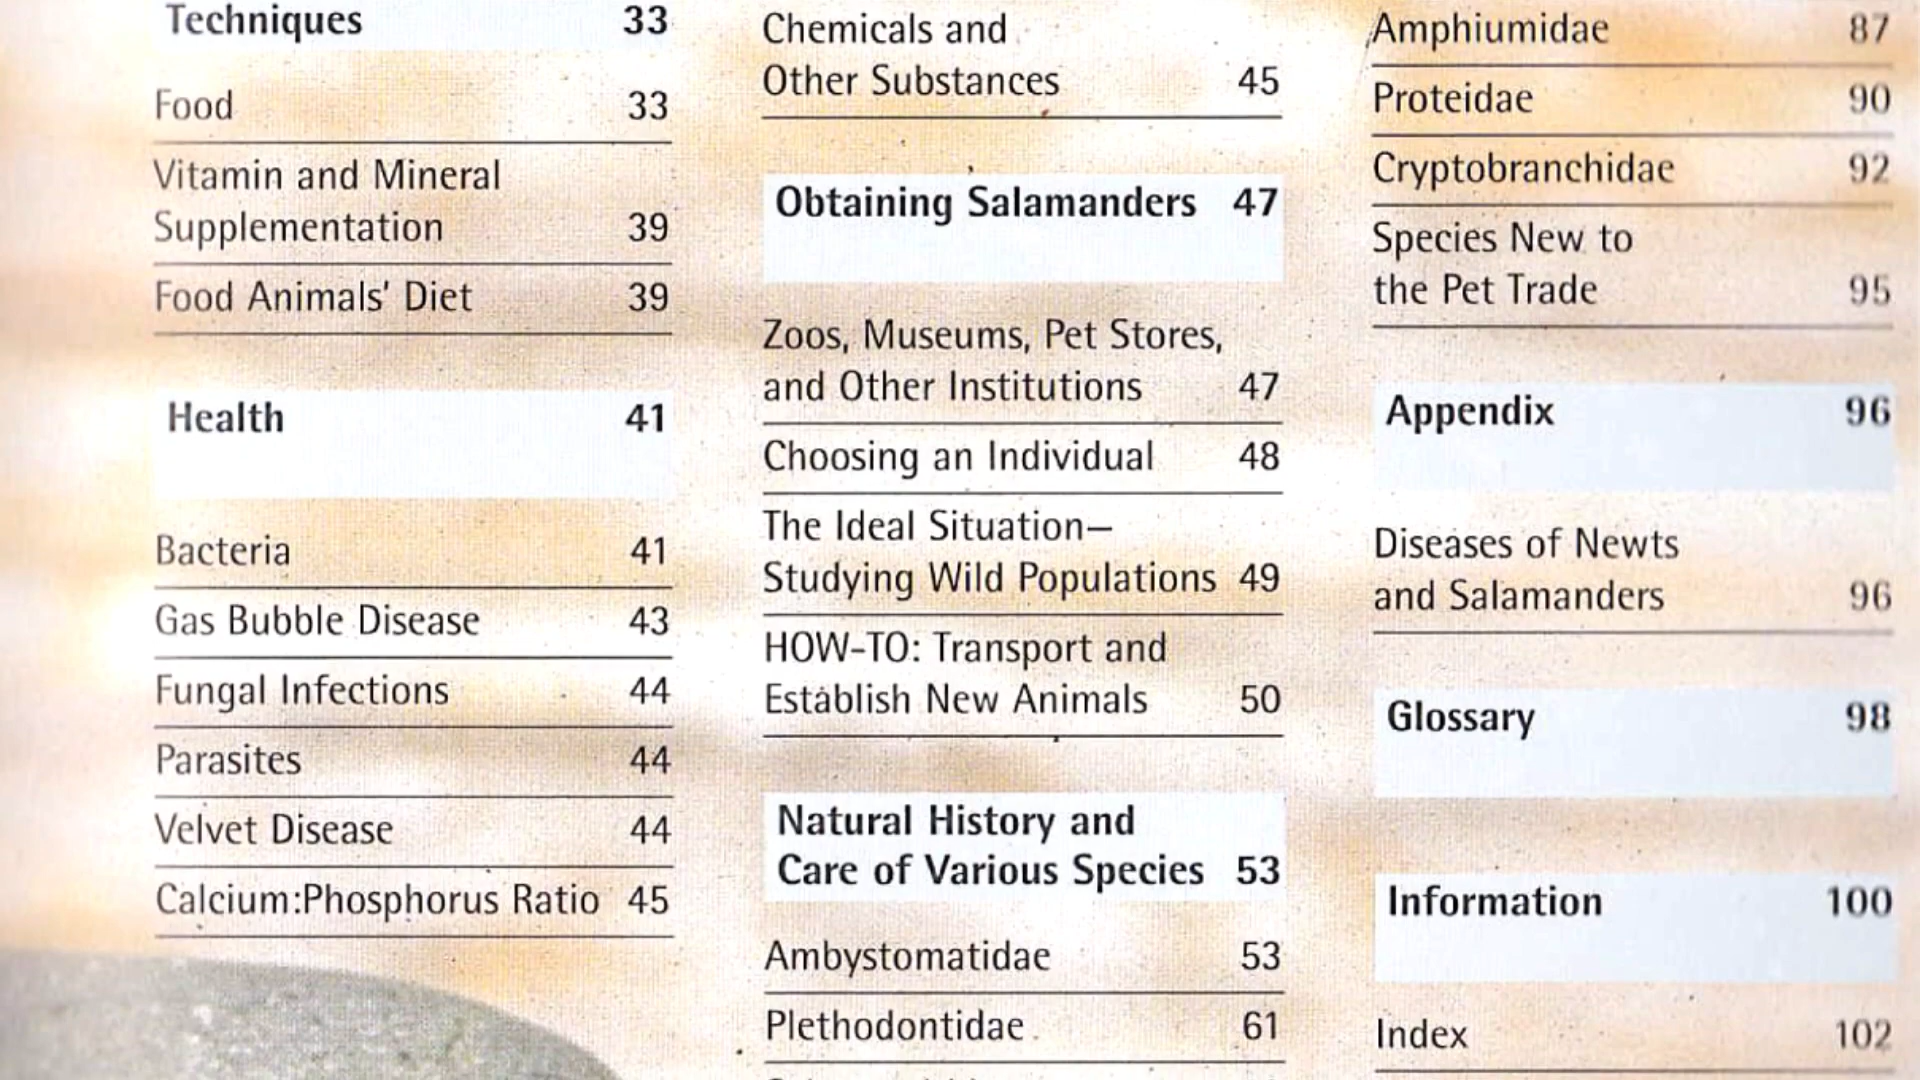 Techniques 33
Food 33
Vitamin and Mineral
Supplementation 39
Food Animals' Diet 39
Health 41
Bacteria 41
Gas Bubble Disease 43
Fungal Infections 44
Parasites 44
Velvet Disease 44
Calcium:Phosphorus Ratio 45
Chemicals and
Other Substances 45
Obtaining Salamanders 47
Zoos, Museums, Pet Stores,
and Other Institutions 47
Choosing an Individual 48
The Ideal Situation—
Studying Wild Populations 49
HOW-TO: Transport and
Establish New Animals 50
Natural History and
Care of Various Species 53
Ambystomatidae 53
Plethodontidae 61
Amphiumidae 87
Proteidae 90
Cryptobranchidae 92
Species New to
the Pet Trade 95
Appendix 96
Diseases of Newts
and Salamanders 96
Glossary 98
Information 100
Index 102